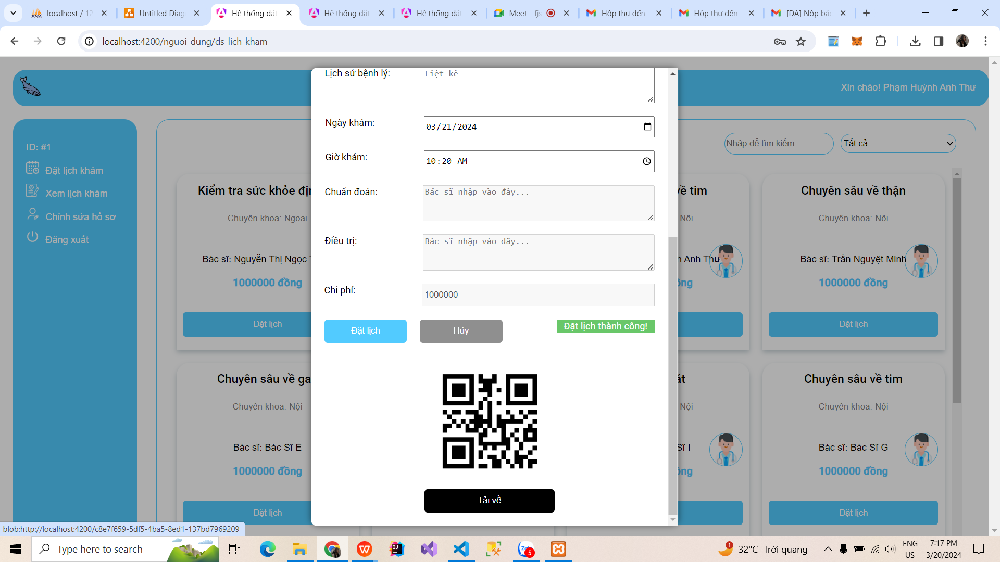 localhost / 12
Untitled Diag
Hệ thống đặt
Hệ thống đặt
Hệ thống đặt
Meet - fjs
Hộp thư đến
Hộp thư đến
[DA] Nộp báo
localhost:4200/nguoi-dung/ds-lich-kham
Xin chào! Phạm Huỳnh Anh Thư
ID: #1
Đặt lịch khám
Xem lịch khám
Chỉnh sửa hồ sơ
Đăng xuất
Nhập để tìm kiếm...
Tất cả
Lịch sử bệnh lý:
Liệt kê
Ngày khám:
03/21/2024
Giờ khám:
10:20 AM
Chuẩn đoán:
Bác sĩ nhập vào đây...
Điều trị:
Bác sĩ nhập vào đây...
Chi phí:
1000000
Đặt lịch
Hủy
Đặt lịch thành công!
Tải về
Kiểm tra sức khỏe địn
Chuyên khoa: Ngoại
Bác sĩ: Nguyễn Thị Ngọc T
1000000 đồng
Đặt lịch
về tim
Nội
h Anh Thư
ồng
Chuyên sâu về thận
Chuyên khoa: Nội
Bác sĩ: Trần Nguyệt Minh
1000000 đồng
Đặt lịch
Chuyên sâu về ga
Chuyên khoa: Nội
Bác sĩ: Bác Sĩ E
1000000 đồng
Đặt lịch
át
Nội
Sĩ I
ồng
Chuyên sâu về tim
Chuyên khoa: Nội
Bác sĩ: Bác Sĩ G
1000000 đồng
Đặt lịch
blob:http://localhost:4200/c8e7f659-5df5-4ba5-8ed1-137bd7969209
Type here to search
5
1
32°C Trời quang
ENG
US
7:17 PM
3/20/2024